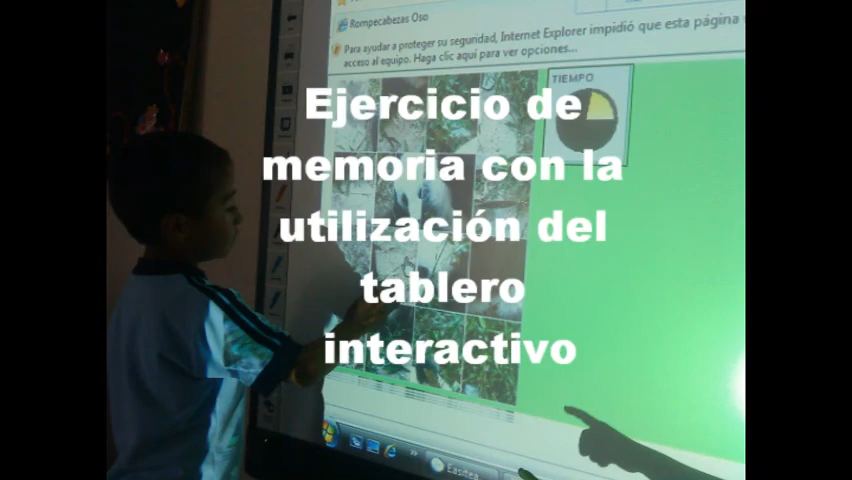 Rompecabezas Oso
Para ayudar a proteger su seguridad, Internet Explorer impidió que esta página
acceso al equipo. Haga clic aquí para ver opciones...
TIEMPO
Ejercicio de
memoria con la
utilización del
tablero
interactivo